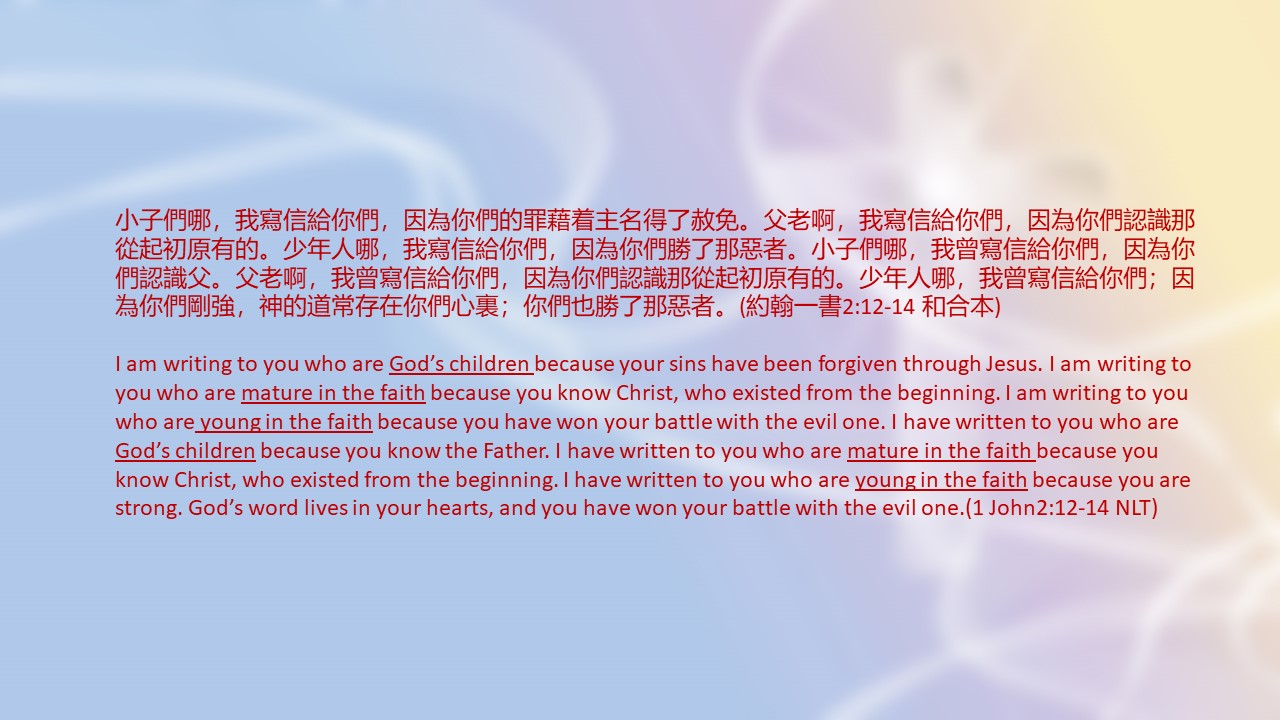 小子們哪，我寫信給你們，因為你們的罪藉着主名得了赦免。父老啊，我寫信給你們，因為你們認識那
從起初原有的。少年人哪，我寫信給你們，因為你們勝了那惡者。小子們哪，我曾寫信給你們，因為你
們認識父。父老啊，我曾寫信給你們，因為你們認識那從起初原有的。少年人哪，我曾寫信給你們；因
為你們剛強，神的道常存在你們心裏；你們也勝了那惡者。(約翰一書2:12-14 和合本)
I am writing to you who are God’s children because your sins have been forgiven through Jesus. I am writing to
you who are mature in the faith because you know Christ, who existed from the beginning. I am writing to you
who are young in the faith because you have won your battle with the evil one. I have written to you who are
God’s children because you know the Father. I have written to you who are mature in the faith because you
know Christ, who existed from the beginning. I have written to you who are young in the faith because you are
strong. God’s word lives in your hearts, and you have won your battle with the evil one.(1 John2:12-14 NLT)